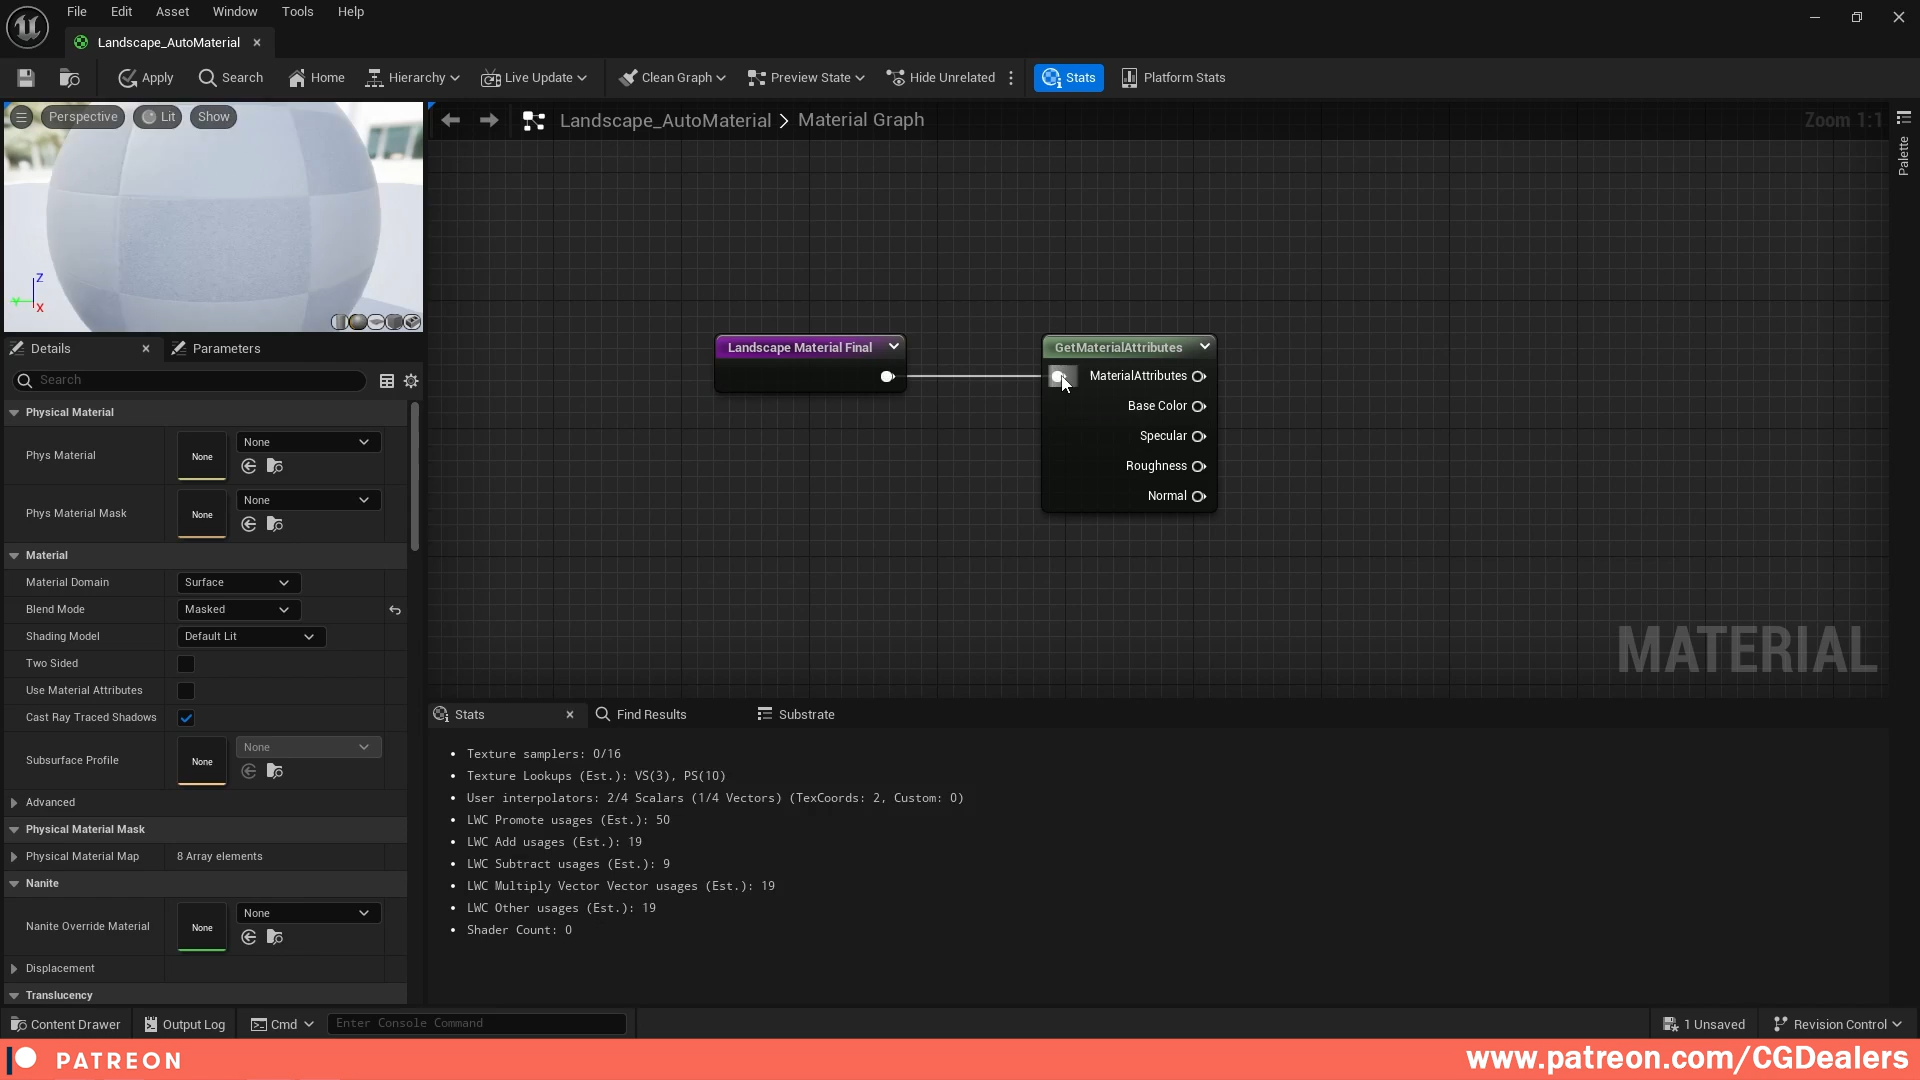 File Edit Asset Window Tools Help
Landscape_AutoMaterial
Apply Search Home Hierarchy Live Update Clean Graph Preview State Hide Unrelated Stats Platform Stats
Perspective Lit Show
Landscape_AutoMaterial > Material Graph
Zoom 1:1
Palette
Z
Y
X
Landscape Material Final
GetMaterialAttributes
MaterialAttributes
Base Color
Specular
Roughness
Normal
MATERIAL
Details Parameters
Search
Physical Material
Phys Material None None
Phys Material Mask None None
Material
Material Domain Surface
Blend Mode Masked
Shading Model Default Lit
Two Sided
Use Material Attributes
Cast Ray Traced Shadows
Subsurface Profile None None
Advanced
Physical Material Mask
Physical Material Map 8 Array elements
Nanite
Nanite Override Material None None
Displacement
Translucency
Stats Find Results Substrate
Texture samplers: 0/16
Texture Lookups (Est.): VS(3), PS(10)
User interpolators: 2/4 Scalars (1/4 Vectors) (TexCoords: 2, Custom: 0)
LWC Promote usages (Est.): 50
LWC Add usages (Est.): 19
LWC Subtract usages (Est.): 9
LWC Multiply Vector Vector usages (Est.): 19
LWC Other usages (Est.): 19
Shader Count: 0
Content Drawer Output Log Cmd Enter Console Command 1 Unsaved Revision Control
PATREON www.patreon.com/CGDealers